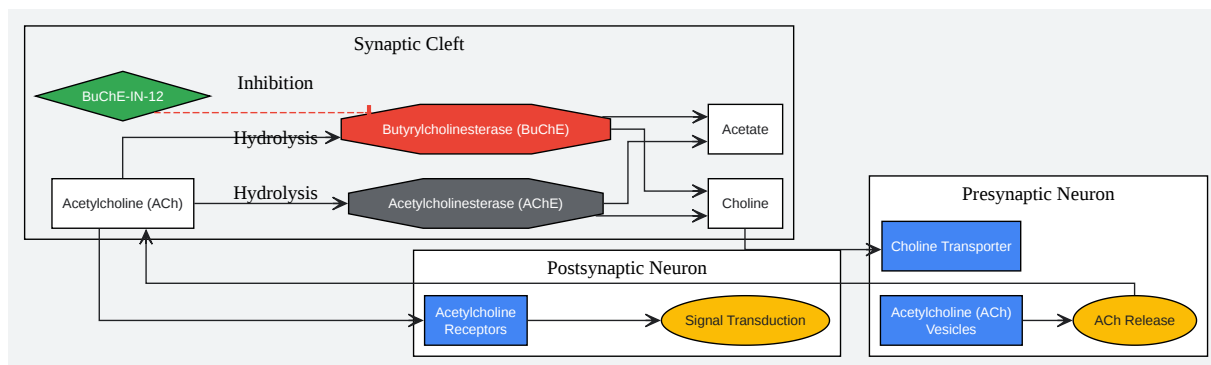 Synaptic Cleft
BuChE-IN-12
Inhibition
Butyrylcholinesterase (BuChE)
Acetate
Hydrolysis
Acetylcholine (ACh)
Hydrolysis
Acetylcholinesterase (AChE)
Choline
Presynaptic Neuron
Choline Transporter
Postsynaptic Neuron
Acetylcholine
Receptors
Signal Transduction
Acetylcholine (ACh)
Vesicles
ACh Release